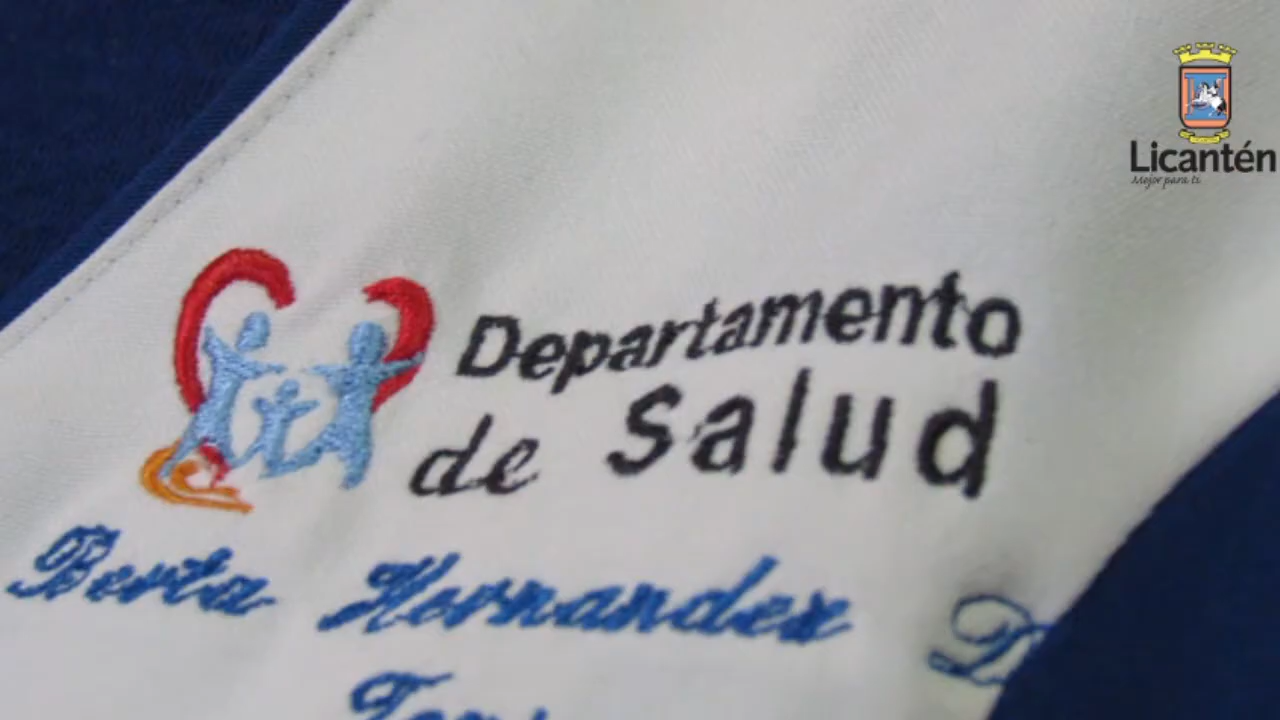 Licantén
Mejor para ti
Departamento
de Salud
Berta Hernandez D